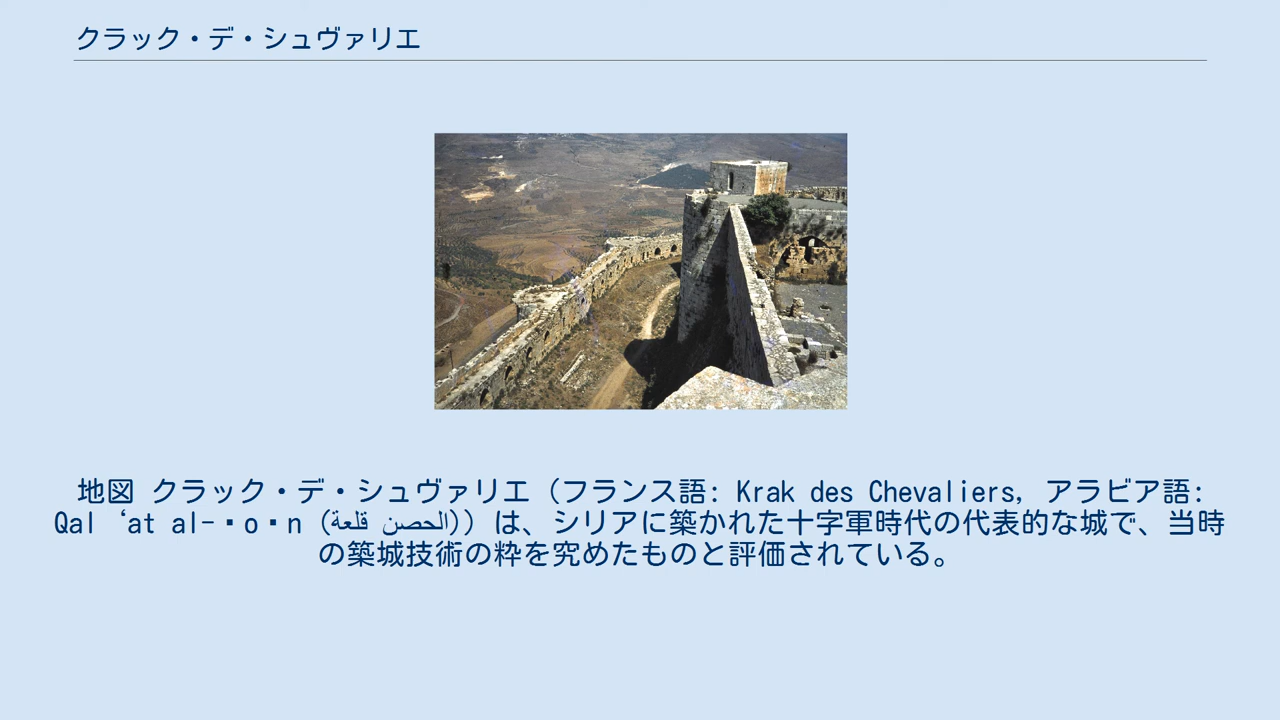 クラック・デ・シュヴァリエ
地図 クラック・デ・シュヴァリエ (フランス語: Krak des Chevaliers, アラビア語:
Qal ‘at al-▪o▪n (قلعة الحصن)) は、シリアに築かれた十字軍時代の代表的な城で、当時
の築城技術の粋を究めたものと評価されている。